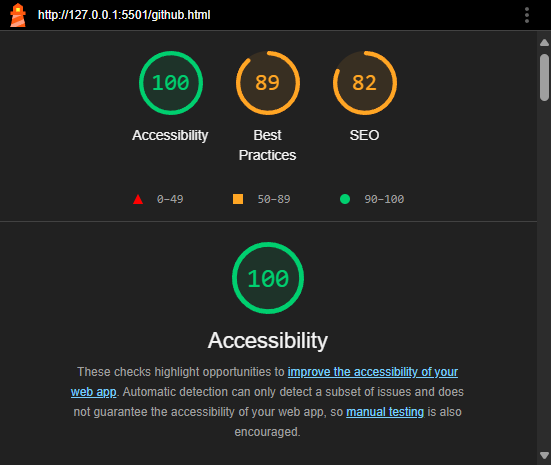 http://127.0.0.1:5501/github.html
100 89 82
Accessibility Best SEO
Practices
0–49 50–89 90–100
100
Accessibility
These checks highlight opportunities to improve the accessibility of your
web app. Automatic detection can only detect a subset of issues and does
not guarantee the accessibility of your web app, so manual testing is also
encouraged.